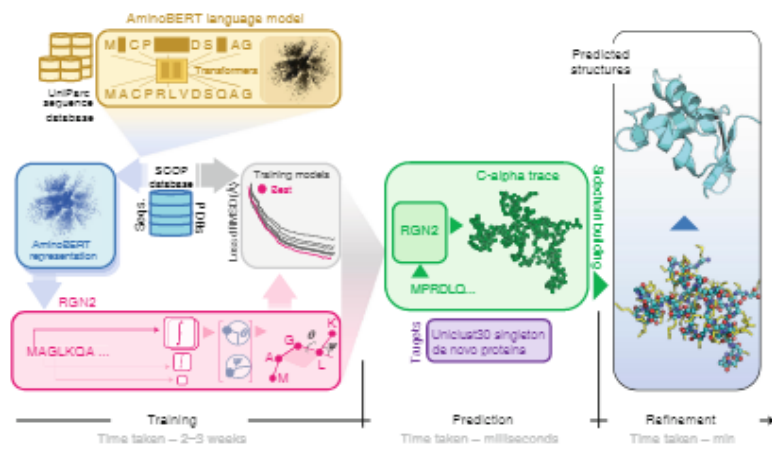 AminoBERT language model
M CP DS AG
Transformers
MACPRLVDSQAG
UniParc
sequence
database
SCOP
database
Seqs.
PDBs
AminoBERT
representation
Training models
Best
Loss dRMSD (Å)
RGN2
MAGLKQA ...
M
A
G
L
K
C-alpha trace
RGN2
MPRDLQ...
Targets
Uniclust30 singleton
de novo proteins
Sidechain building
Predicted
structures
Training
Time taken – 2–3 weeks
Prediction
Time taken – milliseconds
Refinement
Time taken – min